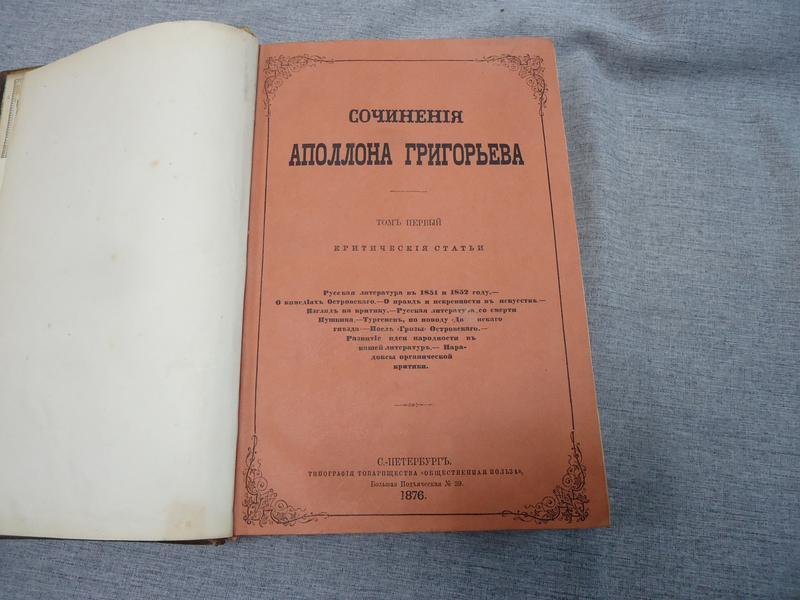 СОЧИНЕНІЯ
АПОЛЛОНА ГРИГОРЬЕВА
ТОМЪ ПЕРВЫЙ
КРИТИЧЕСКІЯ СТАТЬИ
Русская литература въ 1851 и 1852 году.—
О комедіяхъ Островскаго.—О правдѣ и искренности въ искусствѣ.—
Взглядъ на критику.—Русская литература со смерти
Пушкина.—Тургеневъ, по поводу
гнѣзда—Послѣ «Грозы» Островскаго.—
Развитіе идеи народности въ
нашей литературѣ.— Пара-
доксы органической
критики.
С.-ПЕТЕРБУРГЪ.
ТИПОГРАФІЯ ТОВАРИЩЕСТВА «ОБЩЕСТВЕННАЯ ПОЛЬЗА»,
Большая Подъяческая № 39.
1876.